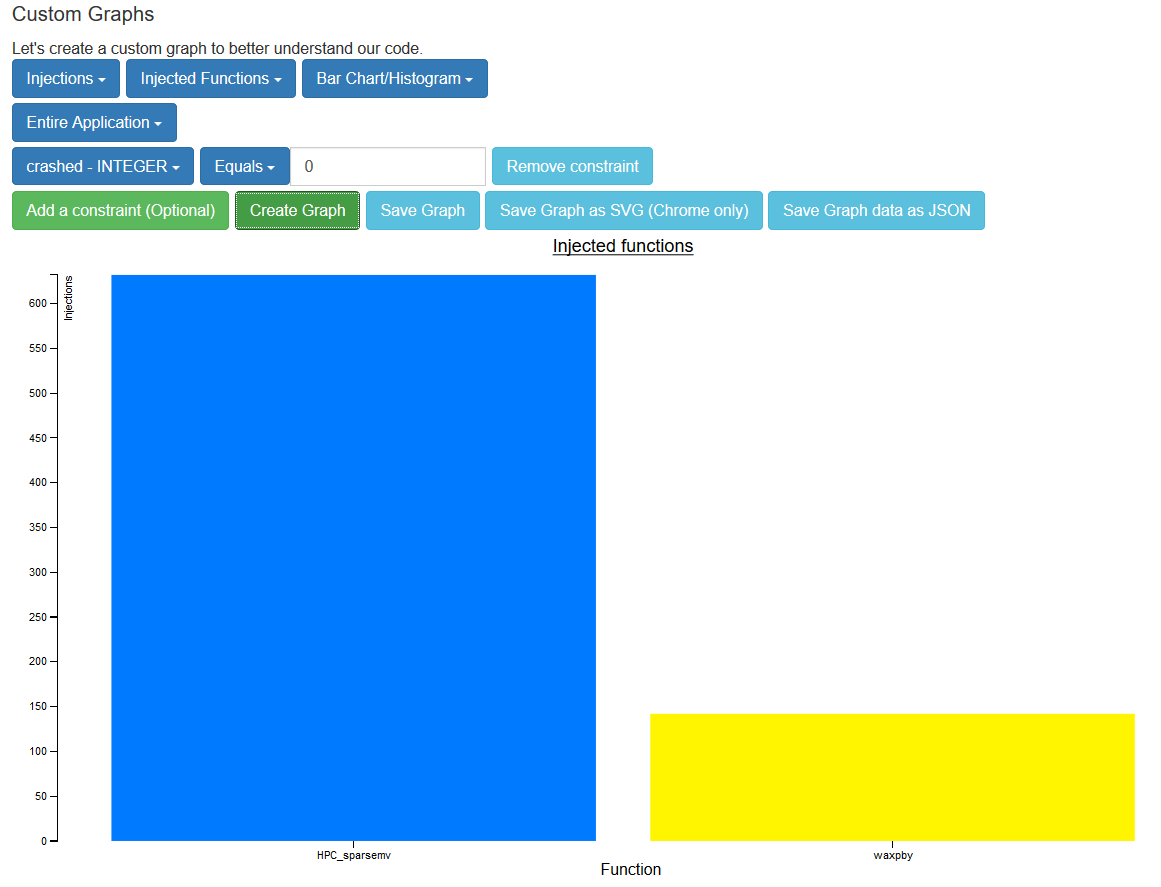 Custom Graphs
Let's create a custom graph to better understand our code.
Injections Injected Functions Bar Chart/Histogram
Entire Application
crashed - INTEGER Equals 0 Remove constraint
Add a constraint (Optional) Create Graph Save Graph Save Graph as SVG (Chrome only) Save Graph data as JSON
Injected functions
Injections
600
550
500
450
400
350
300
250
200
150
100
50
0
HPC_sparsemv waxpby
Function